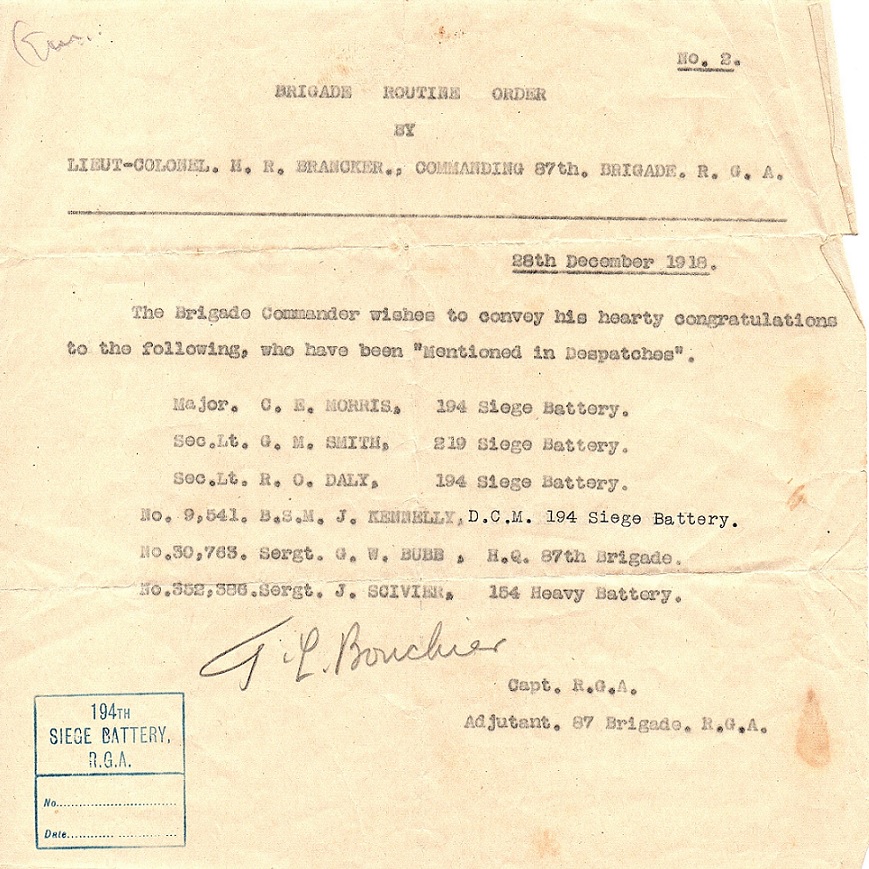 No. 2.
BRIGADE ROUTINE ORDER
BY
LIEUT-COLONEL. H. R. BRANCKER., COMMANDING 87th. BRIGADE. R. G. A.
28th December 1918.
The Brigade Commander wishes to convey his hearty congratulations
to the following, who have been "Mentioned in Despatches".
Major. C. E. MORRIS, 194 Siege Battery.
Sec.Lt. G. M. SMITH, 219 Siege Battery.
Sec.Lt. R. O. DALY, 194 Siege Battery.
No. 9,541. B.S.M. J. KENNELLY, D.C.M. 194 Siege Battery.
No.30,763. Sergt. G. W. BUBB , H.Q. 87th Brigade.
No.352,386.Sergt. J. SCIVIER, 154 Heavy Battery.
G. L. Bouchier
Capt. R.G.A.
Adjutant. 87 Brigade. R.G.A.
194TH
SIEGE BATTERY,
R.G.A.
No.
Date